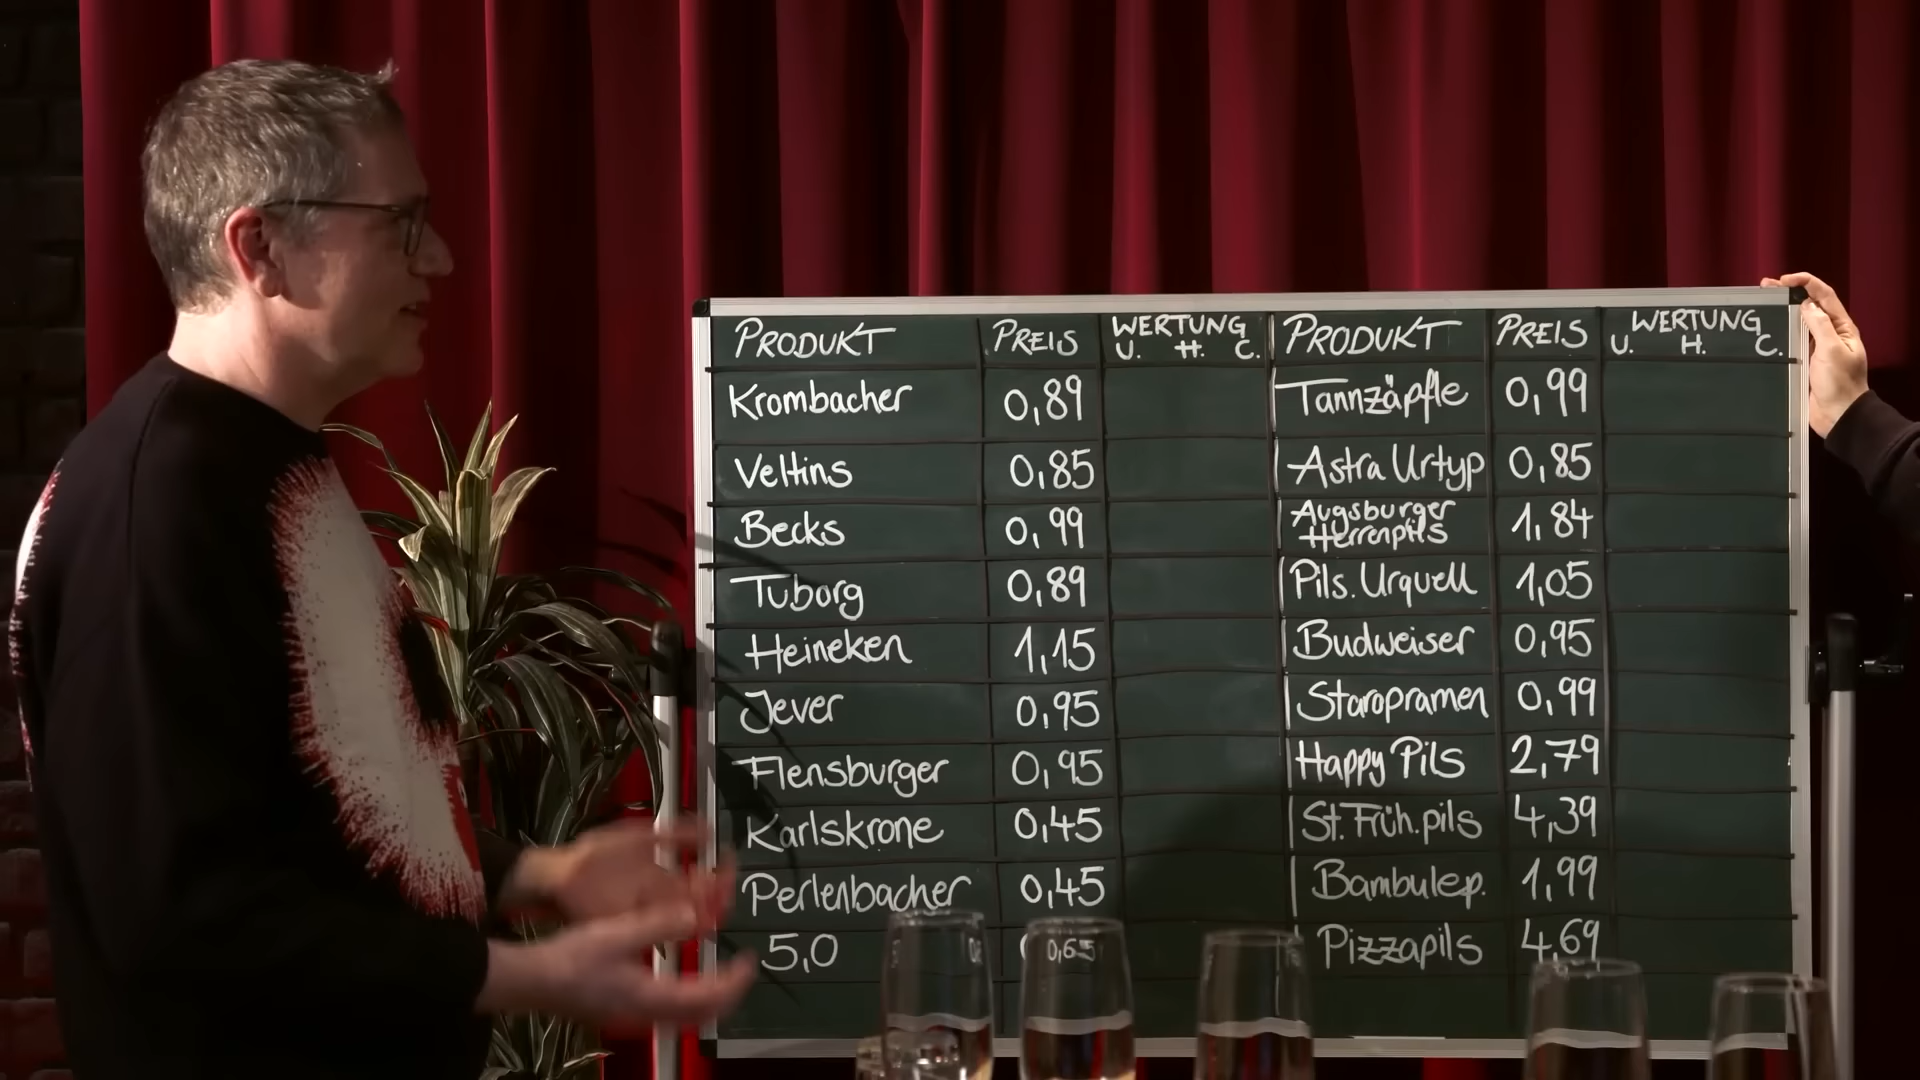 PRODUKT PREIS WERTUNG PRODUKT PREIS WERTUNG
U. H. C. U. H. C.
Krombacher 0,89 Tannzäpfle 0,99
Veltins 0,85 Astra Urtyp 0,85
Becks 0,99 Augsburger Herrenpils 1,84
Tuborg 0,89 Pils. Urquell 1,05
Heineken 1,15 Budweiser 0,95
Jever 0,95 Staropramen 0,99
Flensburger 0,95 Happy Pils 2,79
Karlskrone 0,45 St. Früh. pils 4,39
Perlenbacher 0,45 Bambulep. 1,99
5,0 0,65 Pizzapils 4,69